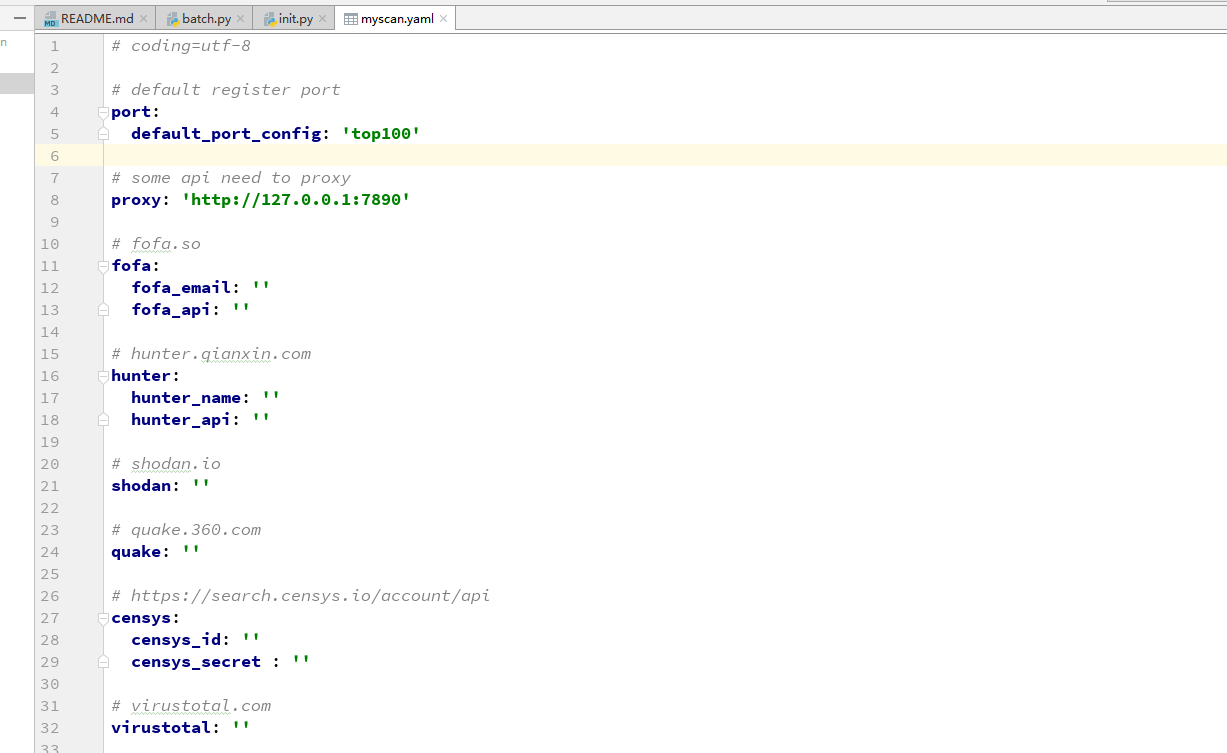 README.md batch.py init.py myscan.yaml
n
1 # coding=utf-8
2
3 # default register port
4 port:
5 default_port_config: 'top100'
6
7 # some api need to proxy
8 proxy: 'http://127.0.0.1:7890'
9
10 # fofa.so
11 fofa:
12 fofa_email: ''
13 fofa_api: ''
14
15 # hunter.qianxin.com
16 hunter:
17 hunter_name: ''
18 hunter_api: ''
19
20 # shodan.io
21 shodan: ''
22
23 # quake.360.com
24 quake: ''
25
26 # https://search.censys.io/account/api
27 censys:
28 censys_id: ''
29 censys_secret : ''
30
31 # virustotal.com
32 virustotal: ''
33